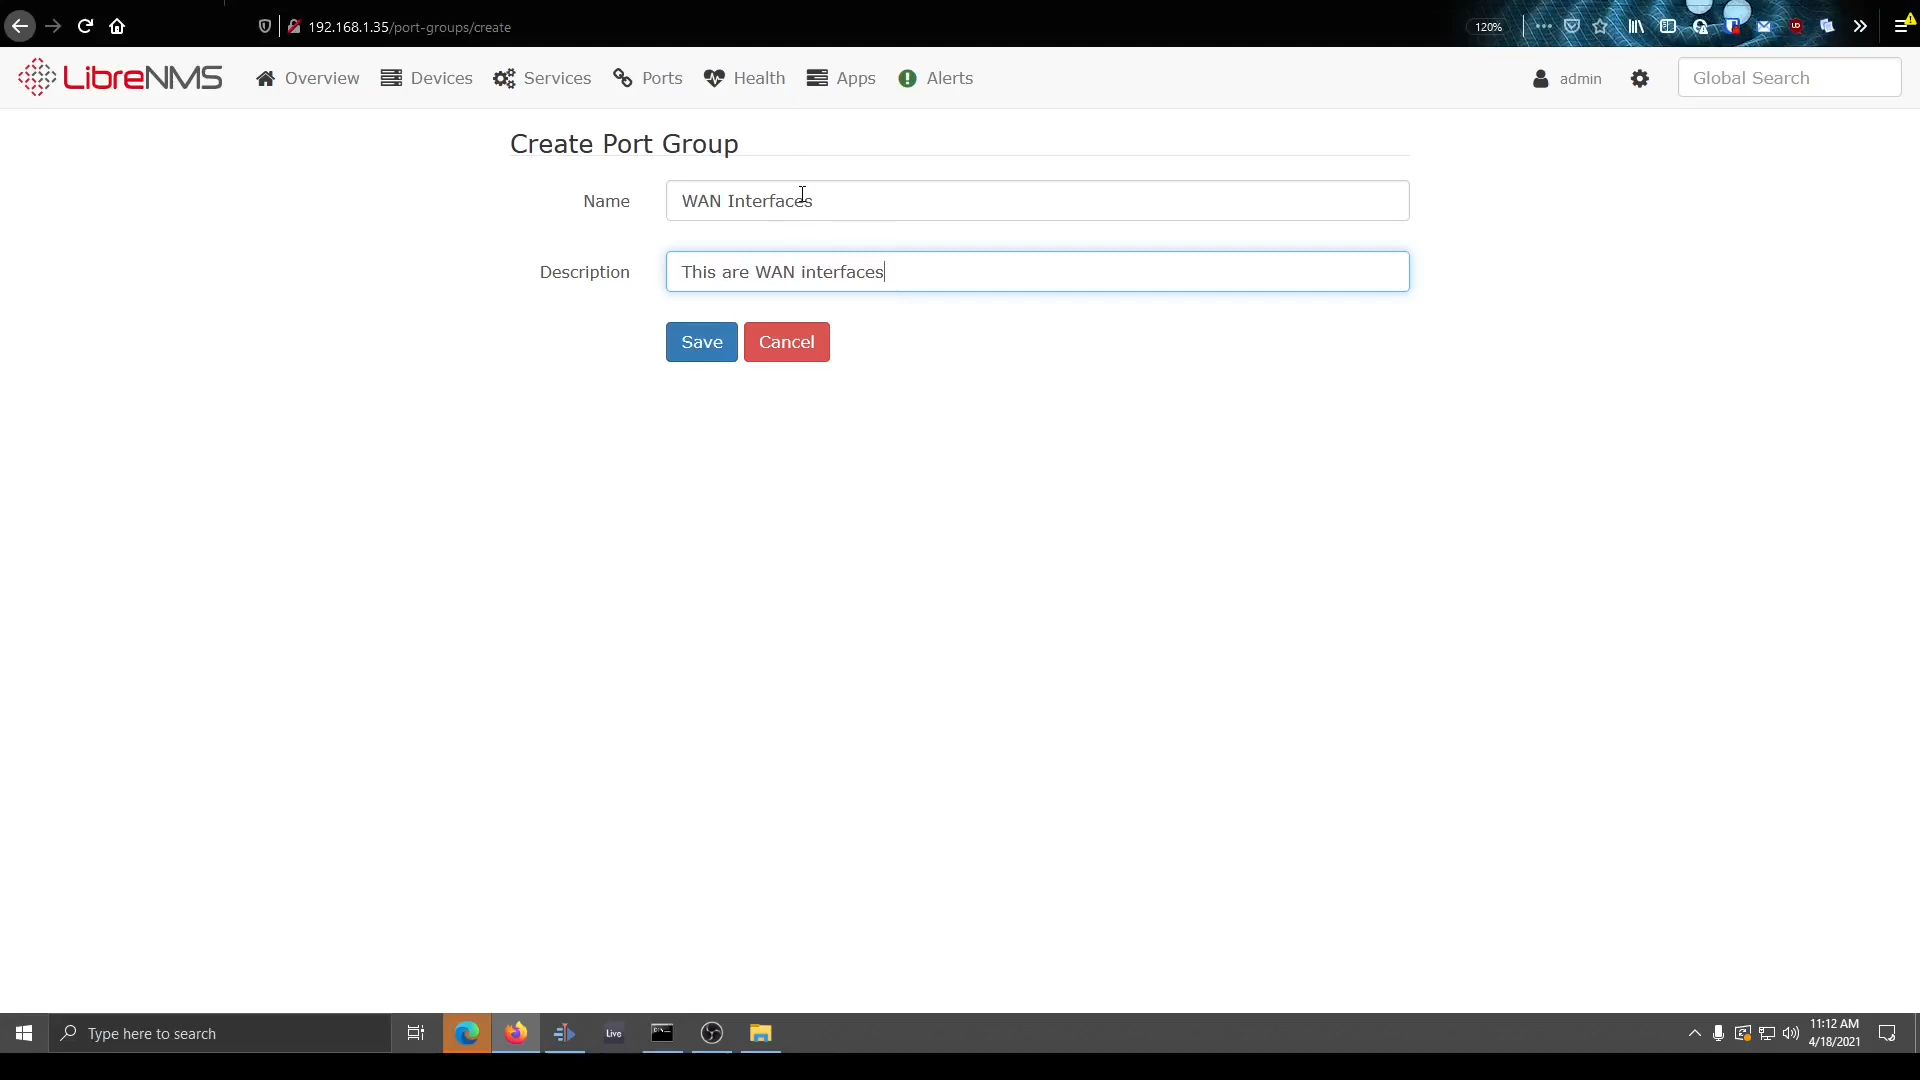 192.168.1.35/port-groups/create
120%
LibreNMS
Overview
Devices
Services
Ports
Health
Apps
Alerts
admin
Global Search
Create Port Group
Name
WAN Interfaces
Description
This are WAN interfaces
Save
Cancel
Type here to search
Live
11:12 AM
4/18/2021